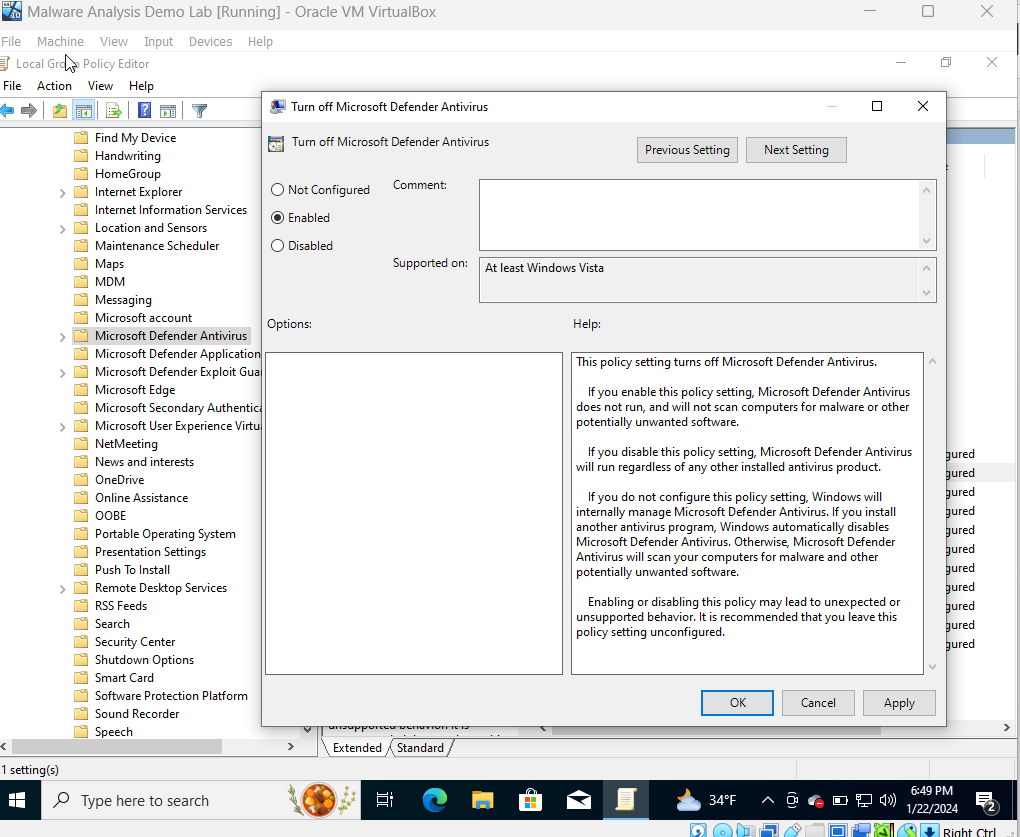 Malware Analysis Demo Lab [Running] - Oracle VM VirtualBox
File Machine View Input Devices Help
Local Group Policy Editor
File Action View Help
Turn off Microsoft Defender Antivirus
Turn off Microsoft Defender Antivirus
Previous Setting
Next Setting
Not Configured
Enabled
Disabled
Comment:
Supported on:
At least Windows Vista
Options:
Help:
This policy setting turns off Microsoft Defender Antivirus.
If you enable this policy setting, Microsoft Defender Antivirus
does not run, and will not scan computers for malware or other
potentially unwanted software.
If you disable this policy setting, Microsoft Defender Antivirus
will run regardless of any other installed antivirus product.
If you do not configure this policy setting, Windows will
internally manage Microsoft Defender Antivirus. If you install
another antivirus program, Windows automatically disables
Microsoft Defender Antivirus. Otherwise, Microsoft Defender
Antivirus will scan your computers for malware and other
potentially unwanted software.
Enabling or disabling this policy may lead to unexpected or
unsupported behavior. It is recommended that you leave this
policy setting unconfigured.
OK
Cancel
Apply
Find My Device
Handwriting
HomeGroup
Internet Explorer
Internet Information Services
Location and Sensors
Maintenance Scheduler
Maps
MDM
Messaging
Microsoft account
Microsoft Defender Antivirus
Microsoft Defender Application
Microsoft Defender Exploit Gua
Microsoft Edge
Microsoft Secondary Authentica
Microsoft User Experience Virtu
NetMeeting
News and interests
OneDrive
Online Assistance
OOBE
Portable Operating System
Presentation Settings
Push To Install
Remote Desktop Services
RSS Feeds
Search
Security Center
Shutdown Options
Smart Card
Software Protection Platform
Sound Recorder
Speech
gured
gured
gured
gured
gured
gured
gured
gured
gured
gured
gured
unsupported behavior. It is
Extended
Standard
1 setting(s)
Type here to search
34°F
6:49 PM
1/22/2024
2
Right Ctrl